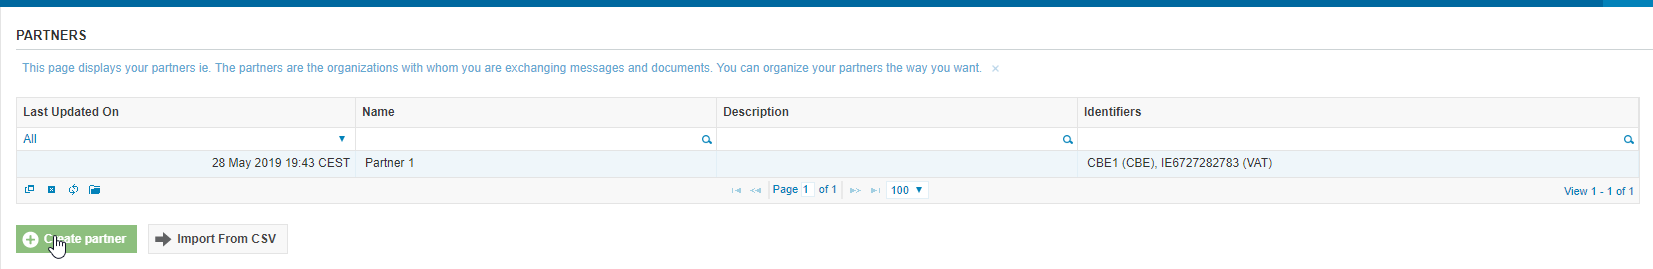 PARTNERS
This page displays your partners ie. The partners are the organizations with whom you are exchanging messages and documents. You can organize your partners the way you want. ×
Last Updated On Name Description Identifiers
All
28 May 2019 19:43 CEST Partner 1 CBE1 (CBE), IE6727282783 (VAT)
Page 1 of 1 100 View 1 - 1 of 1
Create partner Import From CSV